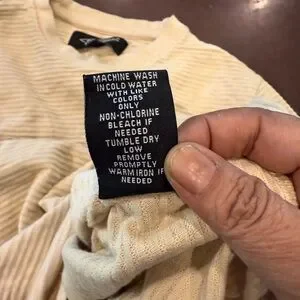 MACHINE WASH
IN COLD WATER
WITH LIKE
COLORS
ONLY
NON-CHLORINE
BLEACH IF
NEEDED
TUMBLE DRY
LOW
REMOVE
PROMPTLY
WARM IRON IF
NEEDED